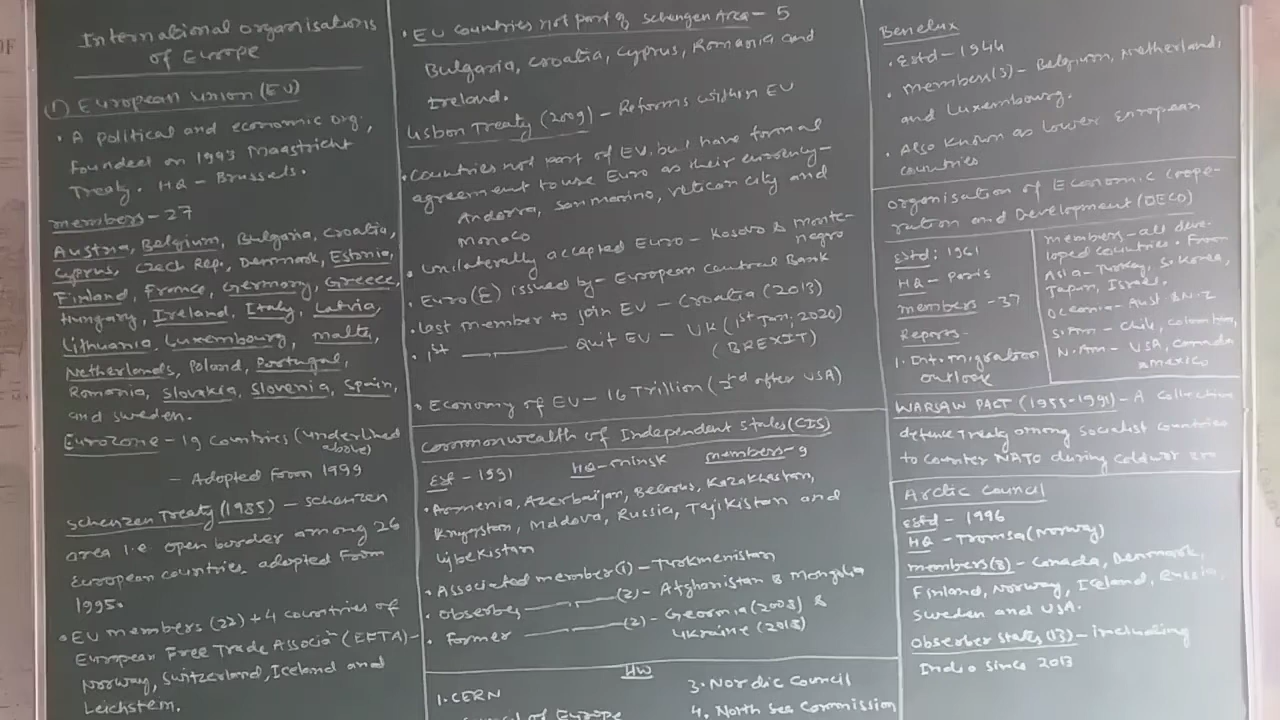 International organisations
of Europe
① European Union (EU)
• A political and economic org.,
founded on 1993 Maastricht
Treaty. HQ - Brussels.
members - 27
Austria, Belgium, Bulgaria, Croatia,
Cyprus, Czech Rep., Denmark, Estonia,
Finland, France, Germany, Greece,
Hungary, Ireland, Italy, Latvia,
Lithuania, Luxembourg, malta,
Netherlands, Poland, Portugal,
Romania, Slovakia, Slovenia, Spain,
and Sweden.
Eurozone - 19 countries (underlined
above)
- Adopted from 1999
Schenzen Treaty (1985) - Schenzen
area i.e. open border among 26
European countries, adopted from
1995.
• EU members (22) + 4 countries of
European Free Trade Associan (EFTA) -
Norway, Switzerland, Iceland and
Leichstem.
• EU countries not part of Schengen Area - 5
Bulgaria, Croatia, Cyprus, Romania and
Ireland.
Lisbon Treaty (2009) - Reforms within EU
• Countries not part of EU, but have formal
agreement to use Euro as their currency -
Andorra, San marino, Vatican City and
Monaco
• Unilaterally accepted Euro - Kosovo & Monte-
negro
• Euro (E) issued by - European Central Bank
• Last member to join EU - Croatia (2013)
• 1st —————— Quit EU - UK (1st Jan, 2020)
(BREXIT)
• Economy of EU - 16 Trillion (2nd after USA)
Commonwealth of Independent States (CIS)
Est - 1991 HQ - minsk members - 9
• Armenia, Azerbaijan, Belarus, Kazakhastan,
Krygystan, Moldova, Russia, Tajikistan and
Uzbekistan
• Associated member (1) - Turkmenistan
• Observer —————— (2) - Afghanistan & Mongolia
• Former —————— (2) - Georgia (2008) &
Ukraine (2018)
HW
1. CERN
Council of Europe
3. Nordic Council
4. North Sea Commission
Benelux
• Estd - 1944
• Members (3) - Belgium, Netherland,
and Luxembourg.
• Also known as lower European
countries
Organisation of Economic coope-
ration and Development (OECD)
Estd: 1961
HQ - Paris
members - 37
Reports -
1. Int. migration
outlook
members - all deve-
loped countries. From
Asia - Turkey, S. Korea,
Japan, Israel.
Oceania - Aust & N.Z
S. Am - Chile, Colombia,
N. Am - USA, Canada
& Mexico
WARSAW PACT (1955-1991) - A Collective
defence treaty among Socialist countries
to counter NATO during cold war era
Arctic Council
Estd - 1996
HQ - Tromsa (Norway)
members (8) - Canada, Denmark,
Finland, Norway, Iceland, Russia,
Sweden and USA.
Observer States (13) - including
India since 2013